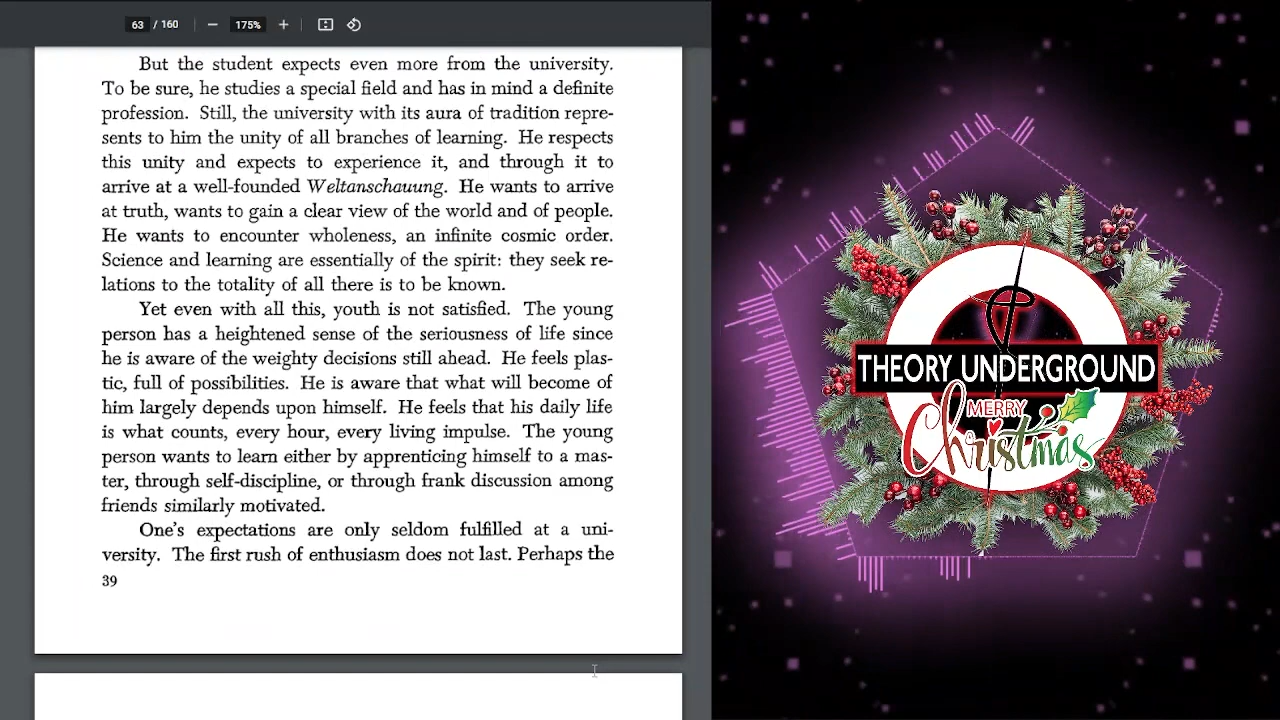 63 / 160
175%
But the student expects even more from the university.
To be sure, he studies a special field and has in mind a definite
profession. Still, the university with its aura of tradition repre-
sents to him the unity of all branches of learning. He respects
this unity and expects to experience it, and through it to
arrive at a well-founded Weltanschauung. He wants to arrive
at truth, wants to gain a clear view of the world and of people.
He wants to encounter wholeness, an infinite cosmic order.
Science and learning are essentially of the spirit: they seek re-
lations to the totality of all there is to be known.
Yet even with all this, youth is not satisfied. The young
person has a heightened sense of the seriousness of life since
he is aware of the weighty decisions still ahead. He feels plas-
tic, full of possibilities. He is aware that what will become of
him largely depends upon himself. He feels that his daily life
is what counts, every hour, every living impulse. The young
person wants to learn either by apprenticing himself to a mas-
ter, through self-discipline, or through frank discussion among
friends similarly motivated.
One's expectations are only seldom fulfilled at a uni-
versity. The first rush of enthusiasm does not last. Perhaps the
39
THEORY UNDERGROUND
MERRY
Christmas